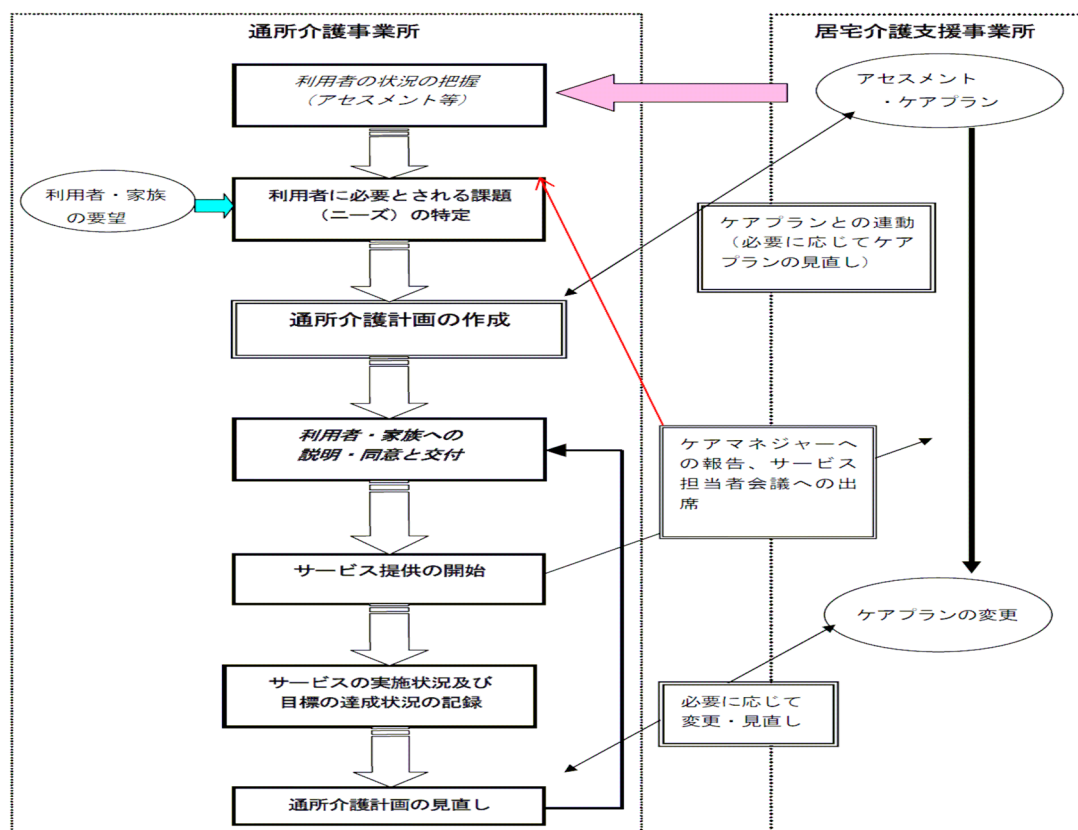 通所介護事業所
居宅介護支援事業所
利用者の状況の把握
(アセスメント等)
アセスメント
・ケアプラン
利用者・家族
の要望
利用者に必要とされる課題
(ニーズ)の特定
ケアプランとの連動
(必要に応じてケア
プランの見直し)
通所介護計画の作成
利用者・家族への
説明・同意と交付
ケアマネジャーへ
の報告、サービス
担当者会議への出
席
サービス提供の開始
ケアプランの変更
サービスの実施状況及び
目標の達成状況の記録
必要に応じて
変更・見直し
通所介護計画の見直し